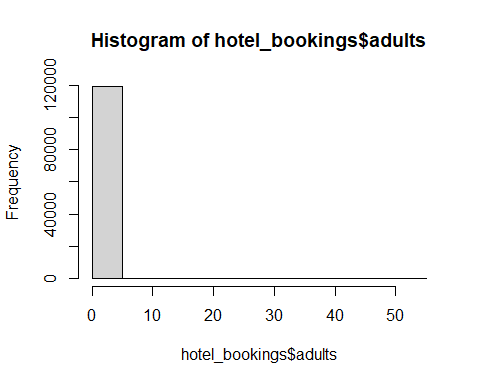 Histogram of hotel_bookings$adults
Frequency
120000
80000
40000
0
0 10 20 30 40 50
hotel_bookings$adults